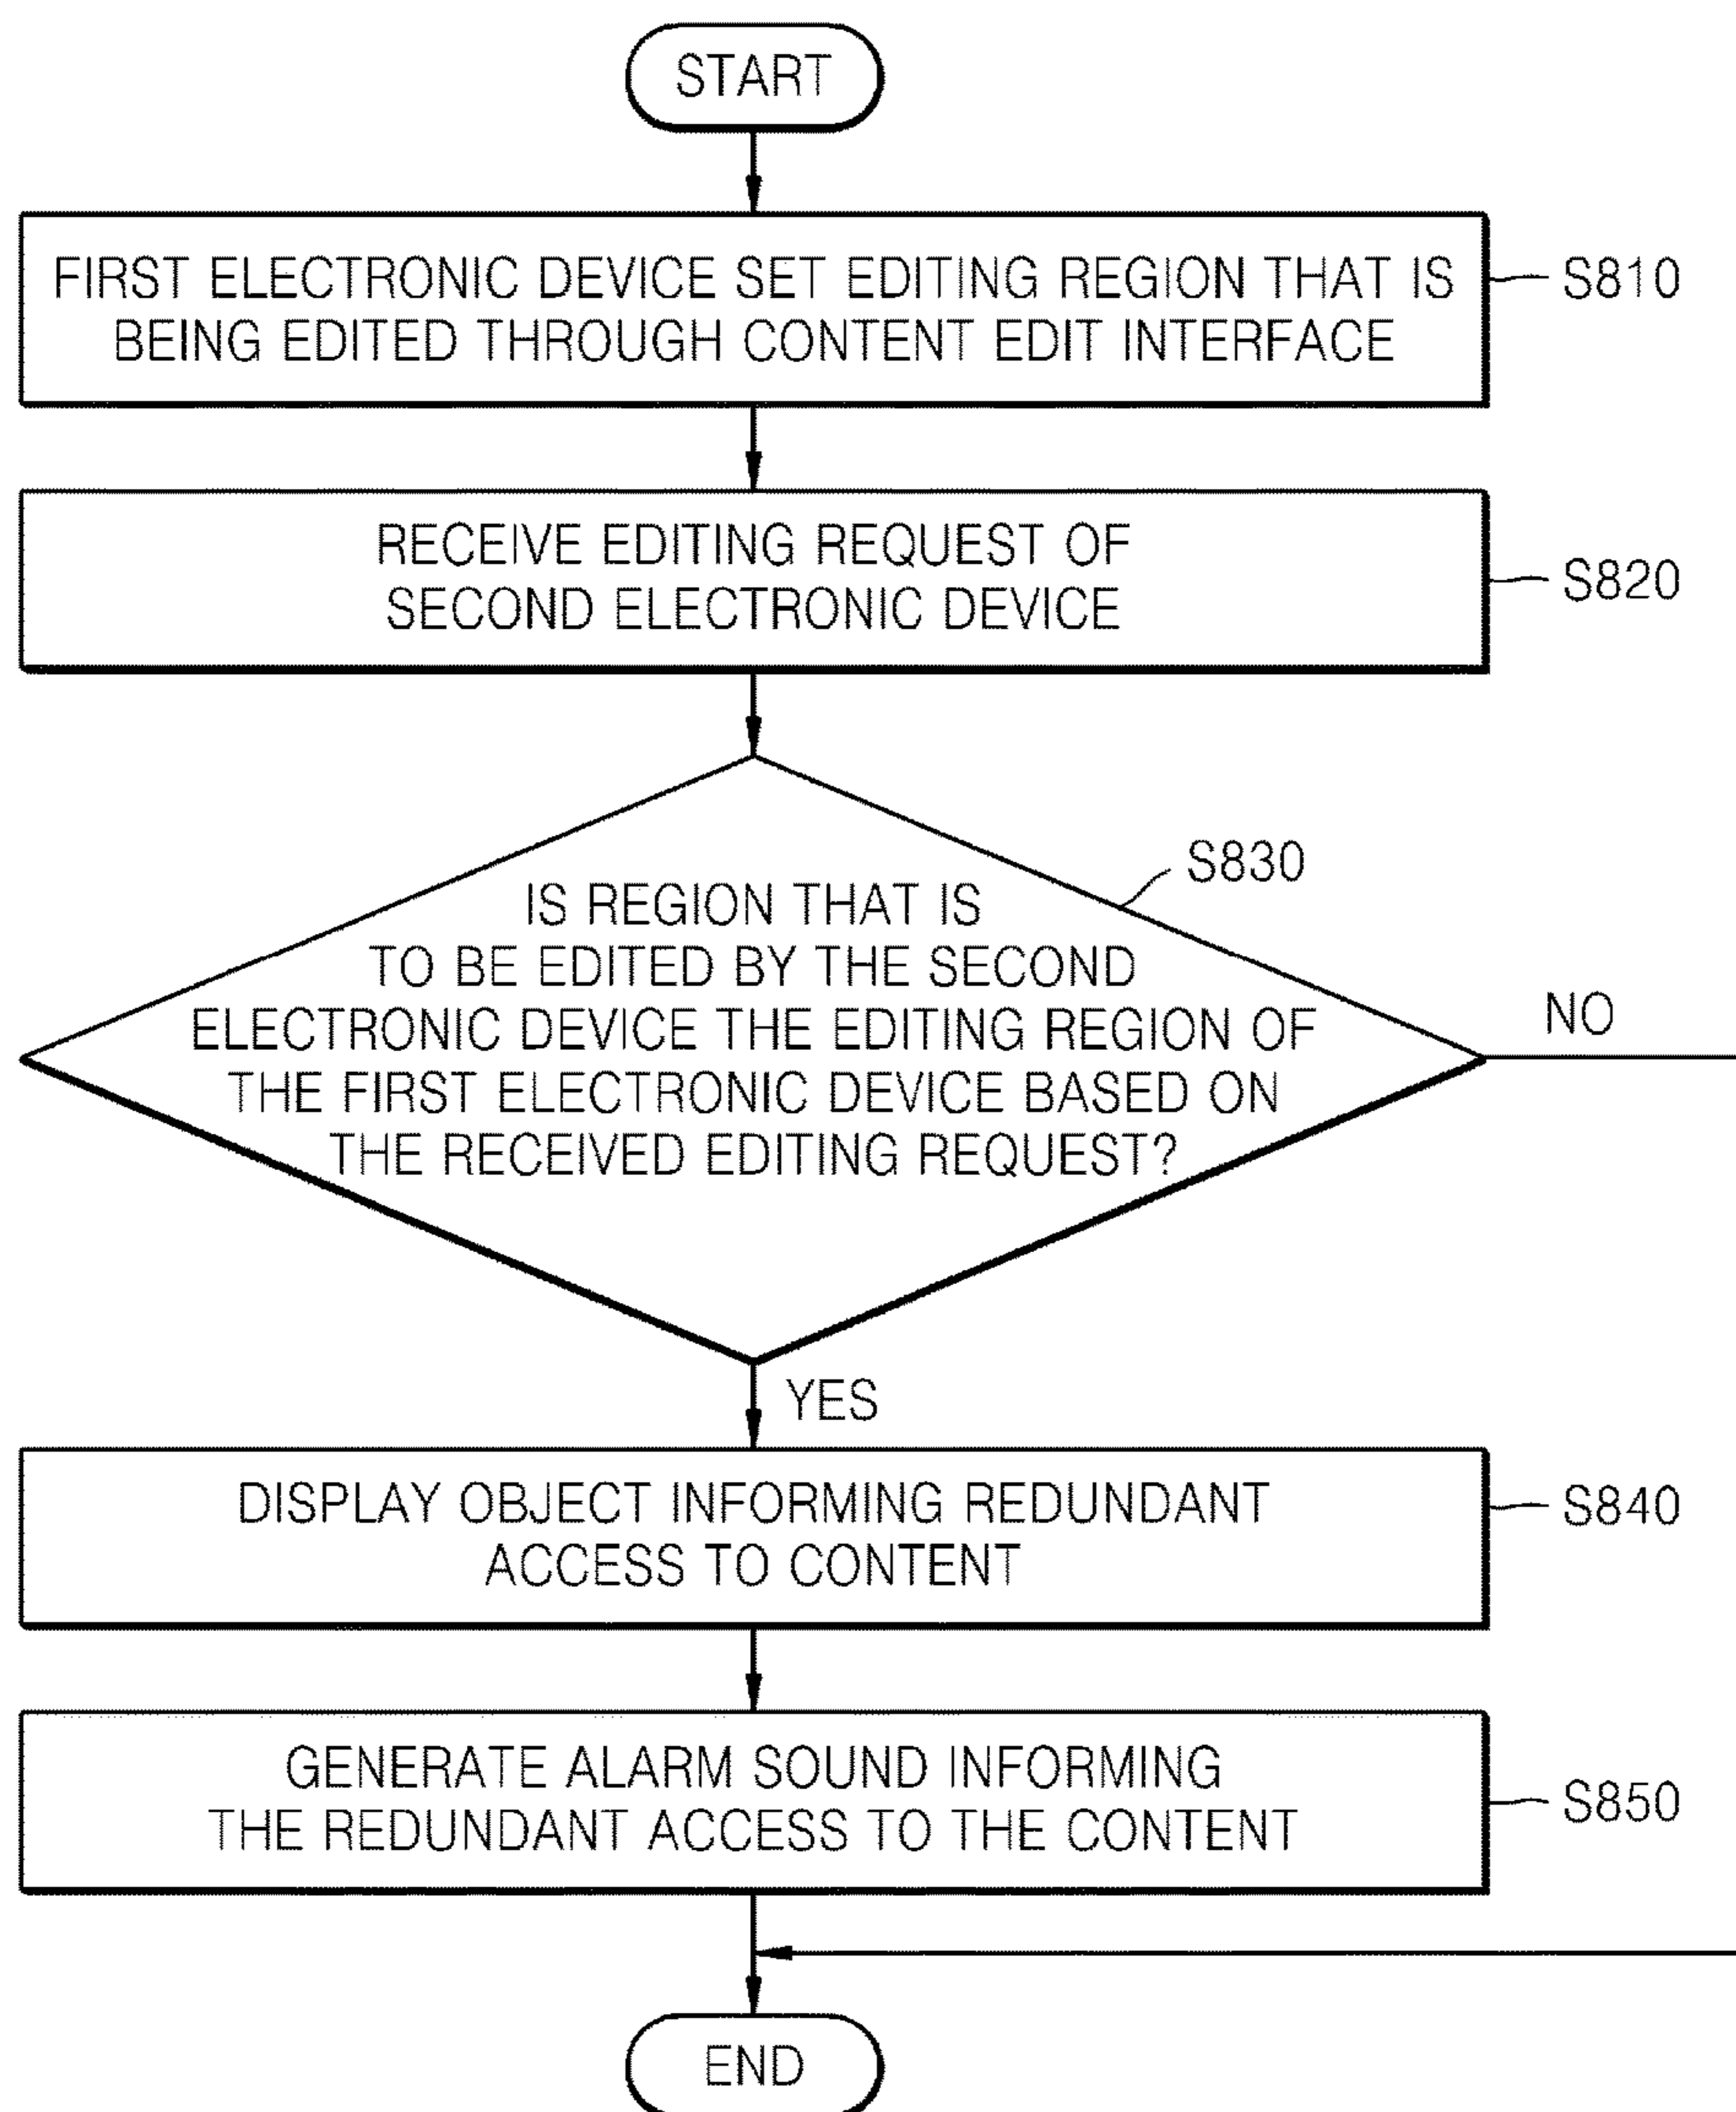 START
FIRST ELECTRONIC DEVICE SET EDITING REGION THAT IS
BEING EDITED THROUGH CONTENT EDIT INTERFACE
S810
RECEIVE EDITING REQUEST OF
SECOND ELECTRONIC DEVICE
S820
S830
IS REGION THAT IS
TO BE EDITED BY THE SECOND
ELECTRONIC DEVICE THE EDITING REGION OF
THE FIRST ELECTRONIC DEVICE BASED ON
THE RECEIVED EDITING REQUEST?
NO
YES
DISPLAY OBJECT INFORMING REDUNDANT
ACCESS TO CONTENT
S840
GENERATE ALARM SOUND INFORMING
THE REDUNDANT ACCESS TO THE CONTENT
S850
END